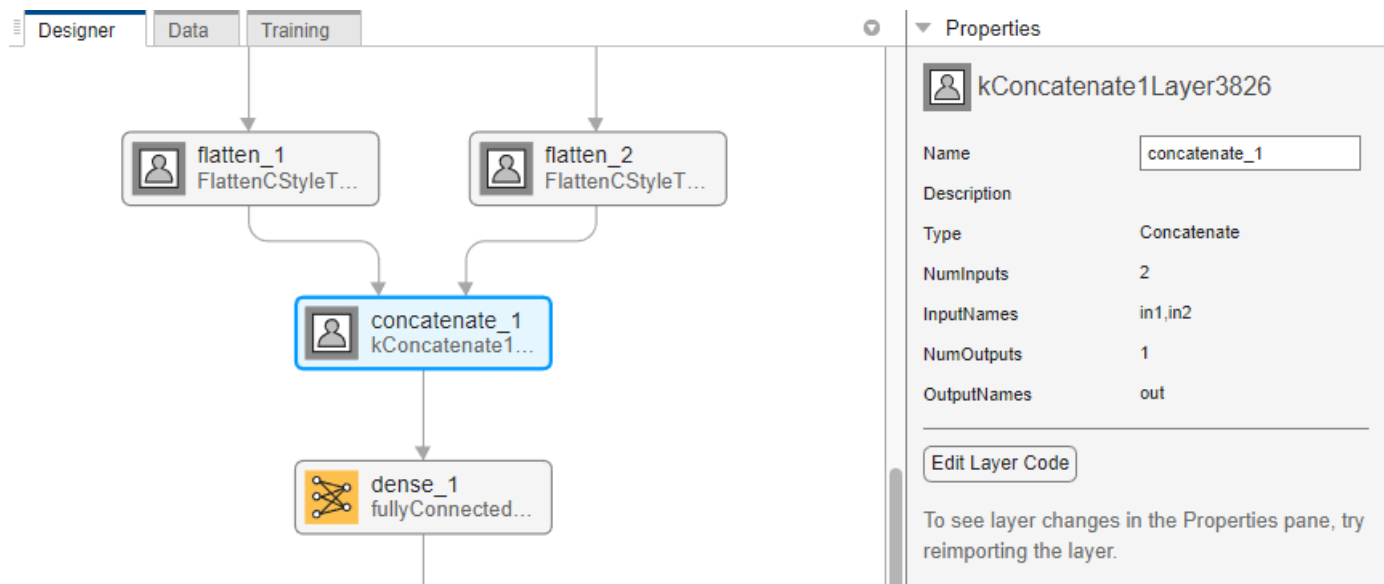 Designer
Data
Training
flatten_1
FlattenCStyleT...
flatten_2
FlattenCStyleT...
concatenate_1
kConcatenate1...
dense_1
fullyConnected...
Properties
kConcatenate1Layer3826
Name concatenate_1
Description
Type Concatenate
NumInputs 2
InputNames in1,in2
NumOutputs 1
OutputNames out
Edit Layer Code
To see layer changes in the Properties pane, try
reimporting the layer.